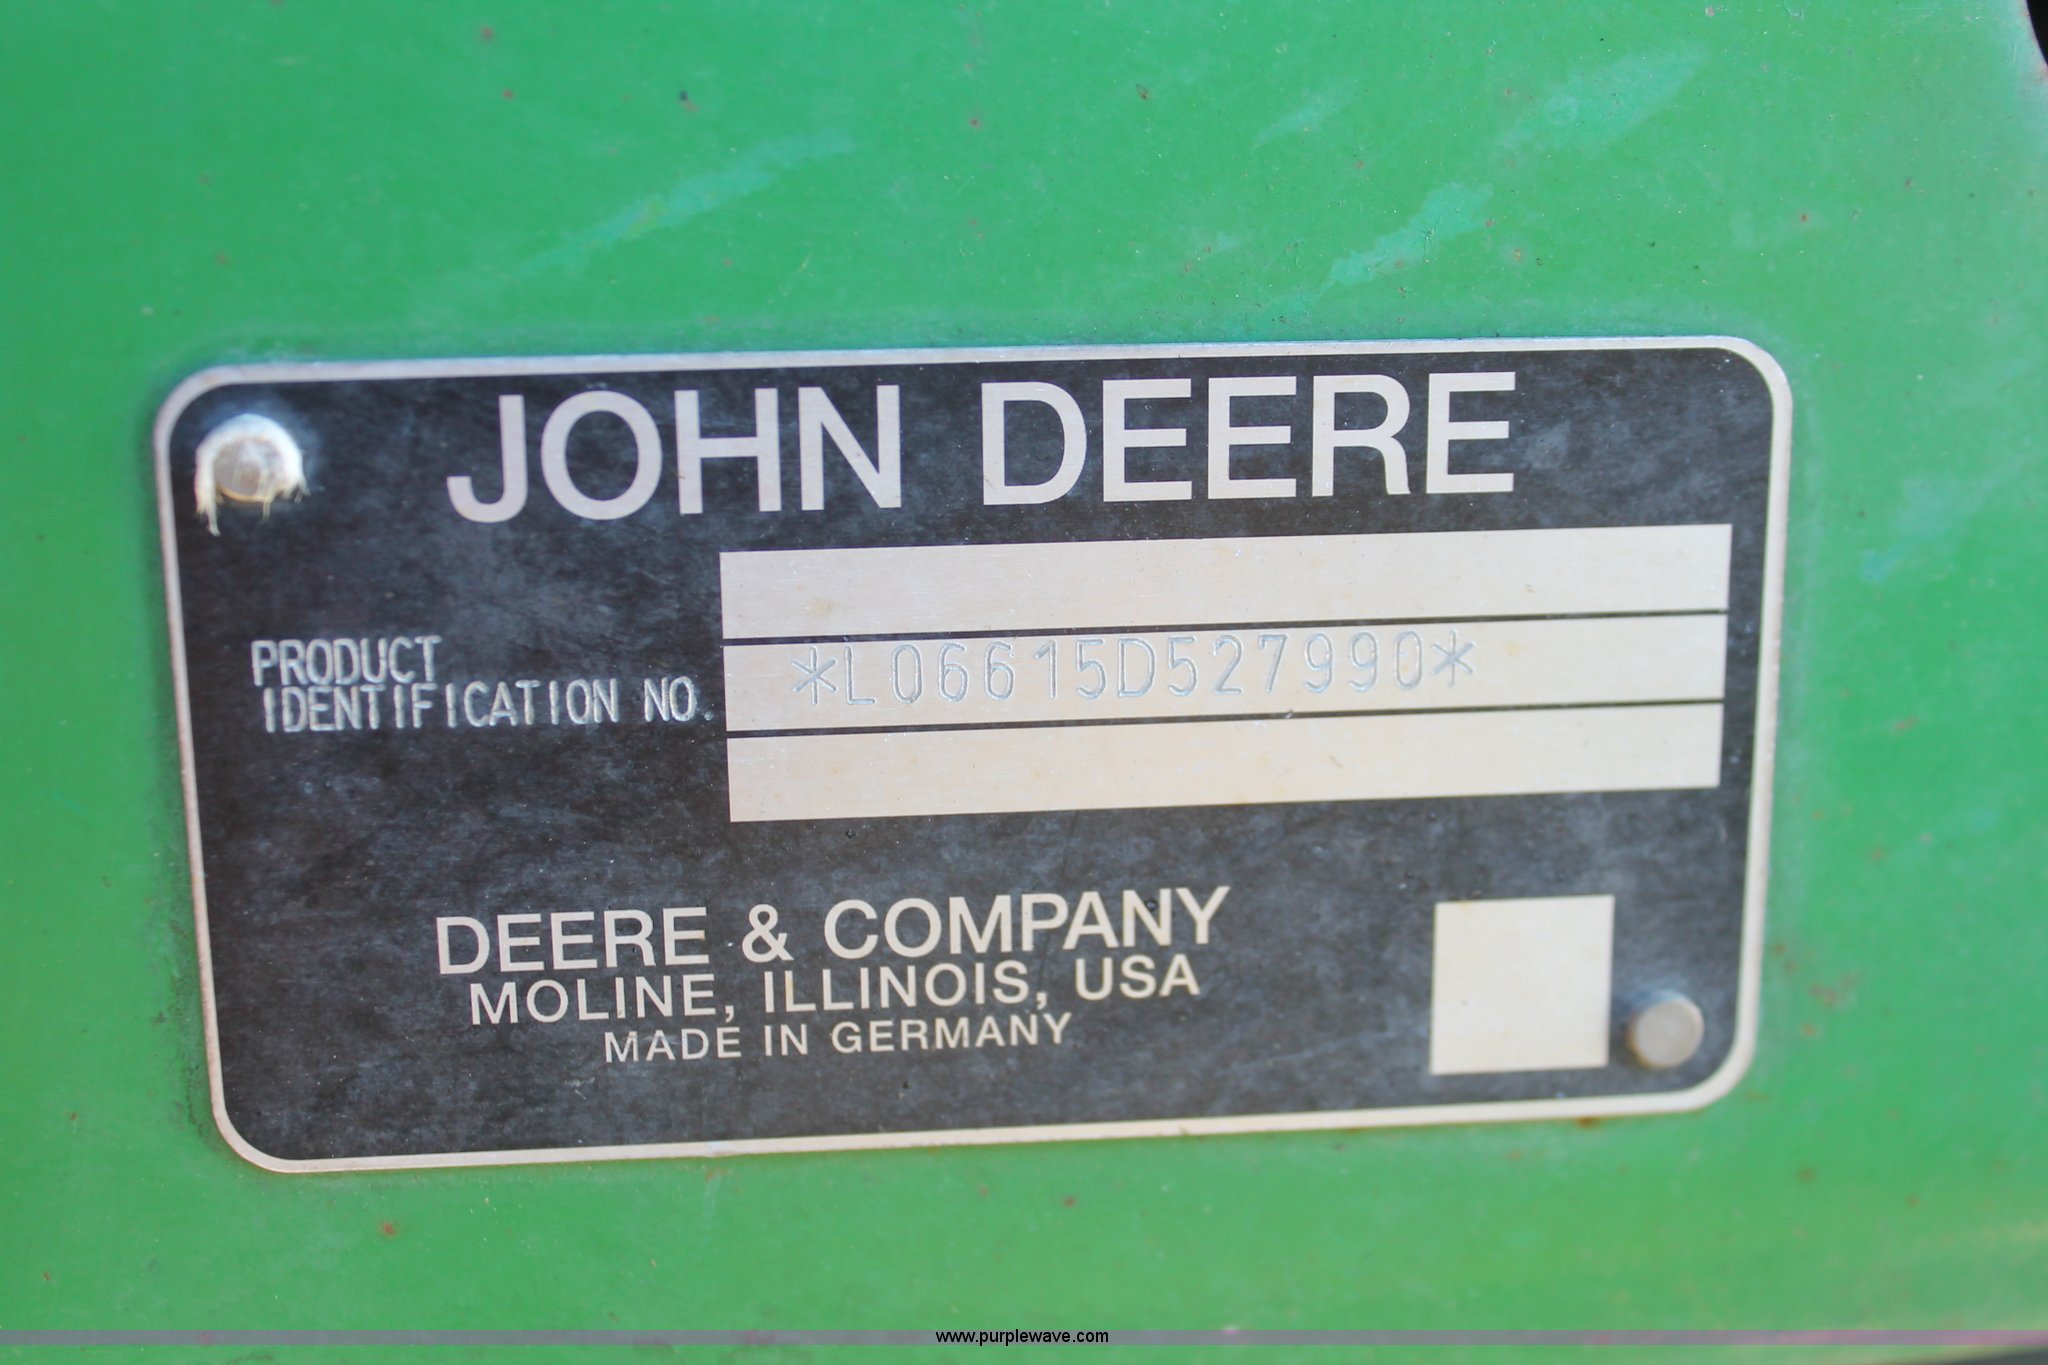 JOHN DEERE
PRODUCT
IDENTIFICATION NO.
*L06615D527990*
DEERE & COMPANY
MOLINE, ILLINOIS, USA
MADE IN GERMANY
www.purplewave.com